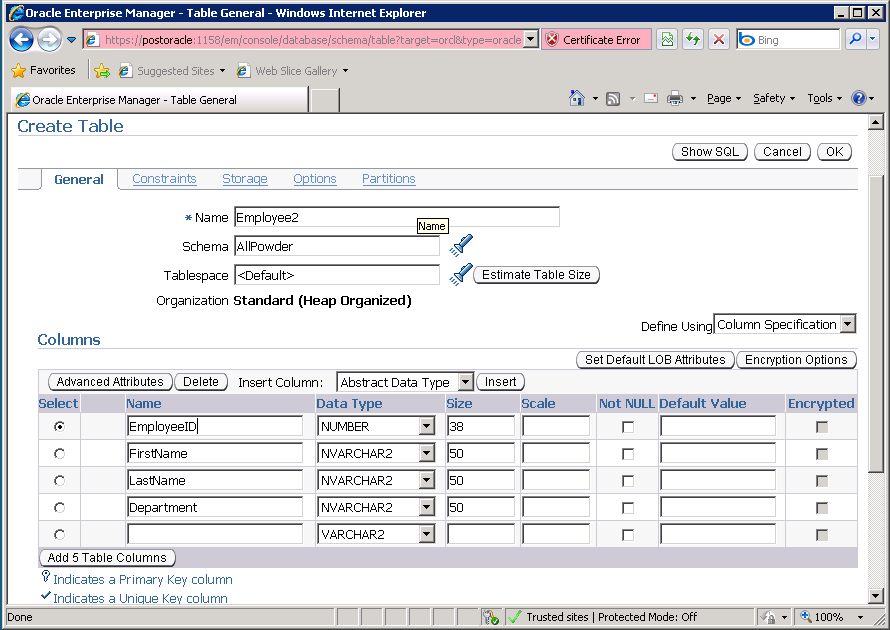 Oracle Enterprise Manager - Table General - Windows Internet Explorer
https://postoracle:1158/em/console/database/schema/table?target=orcl&type=oracle Certificate Error Bing
Favorites Suggested Sites Web Slice Gallery
Oracle Enterprise Manager - Table General Page Safety Tools
Create Table
Show SQL Cancel OK
General Constraints Storage Options Partitions
* Name Employee2
Name
Schema AllPowder
Tablespace <Default> Estimate Table Size
Organization Standard (Heap Organized)
Define Using Column Specification
Columns
Set Default LOB Attributes Encryption Options
Advanced Attributes Delete Insert Column: Abstract Data Type Insert
Select Name Data Type Size Scale Not NULL Default Value Encrypted
EmployeeID NUMBER 38
FirstName NVARCHAR2 50
LastName NVARCHAR2 50
Department NVARCHAR2 50
VARCHAR2
Add 5 Table Columns
Indicates a Primary Key column
Indicates a Unique Key column
Done Trusted sites | Protected Mode: Off 100%